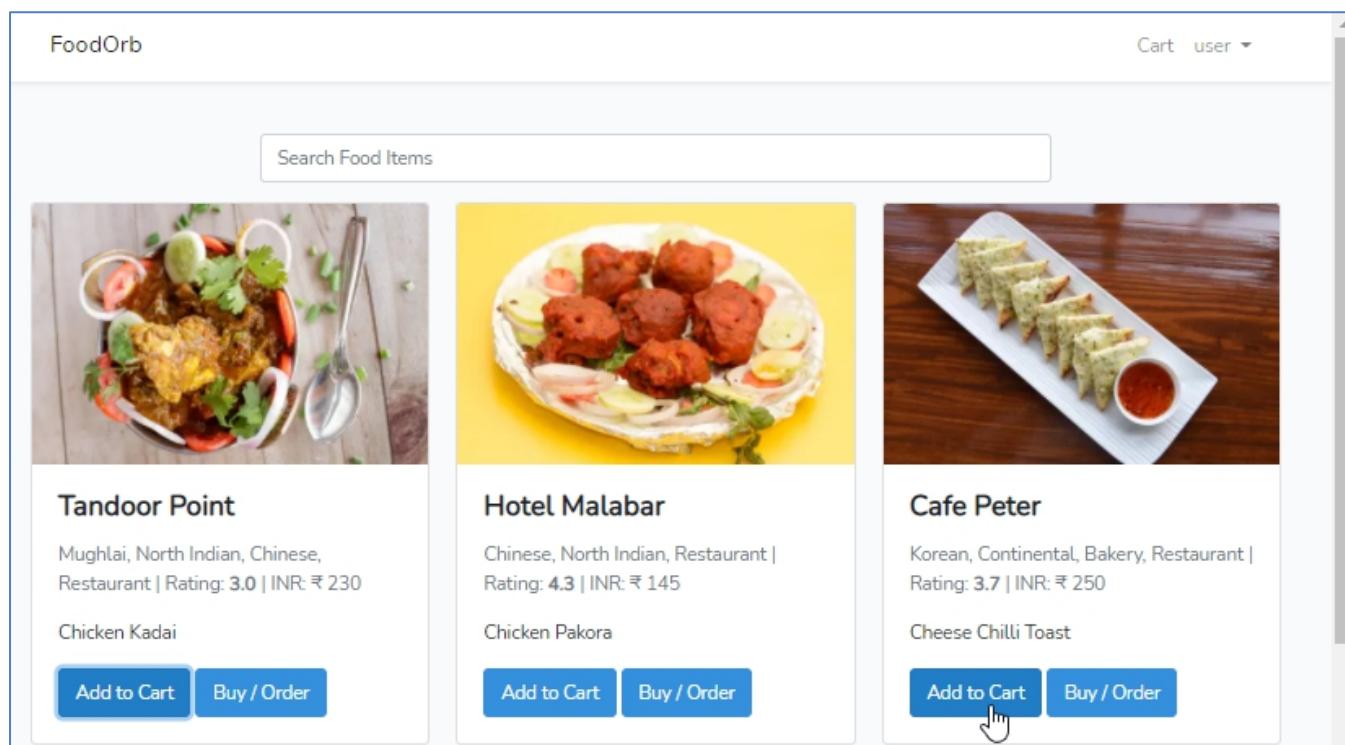 FoodOrb
Cart user
Search Food Items
Tandoor Point
Mughlai, North Indian, Chinese,
Restaurant | Rating: 3.0 | INR: ₹ 230
Chicken Kadai
Add to Cart Buy / Order
Hotel Malabar
Chinese, North Indian, Restaurant |
Rating: 4.3 | INR: ₹ 145
Chicken Pakora
Add to Cart Buy / Order
Cafe Peter
Korean, Continental, Bakery, Restaurant |
Rating: 3.7 | INR: ₹ 250
Cheese Chilli Toast
Add to Cart Buy / Order